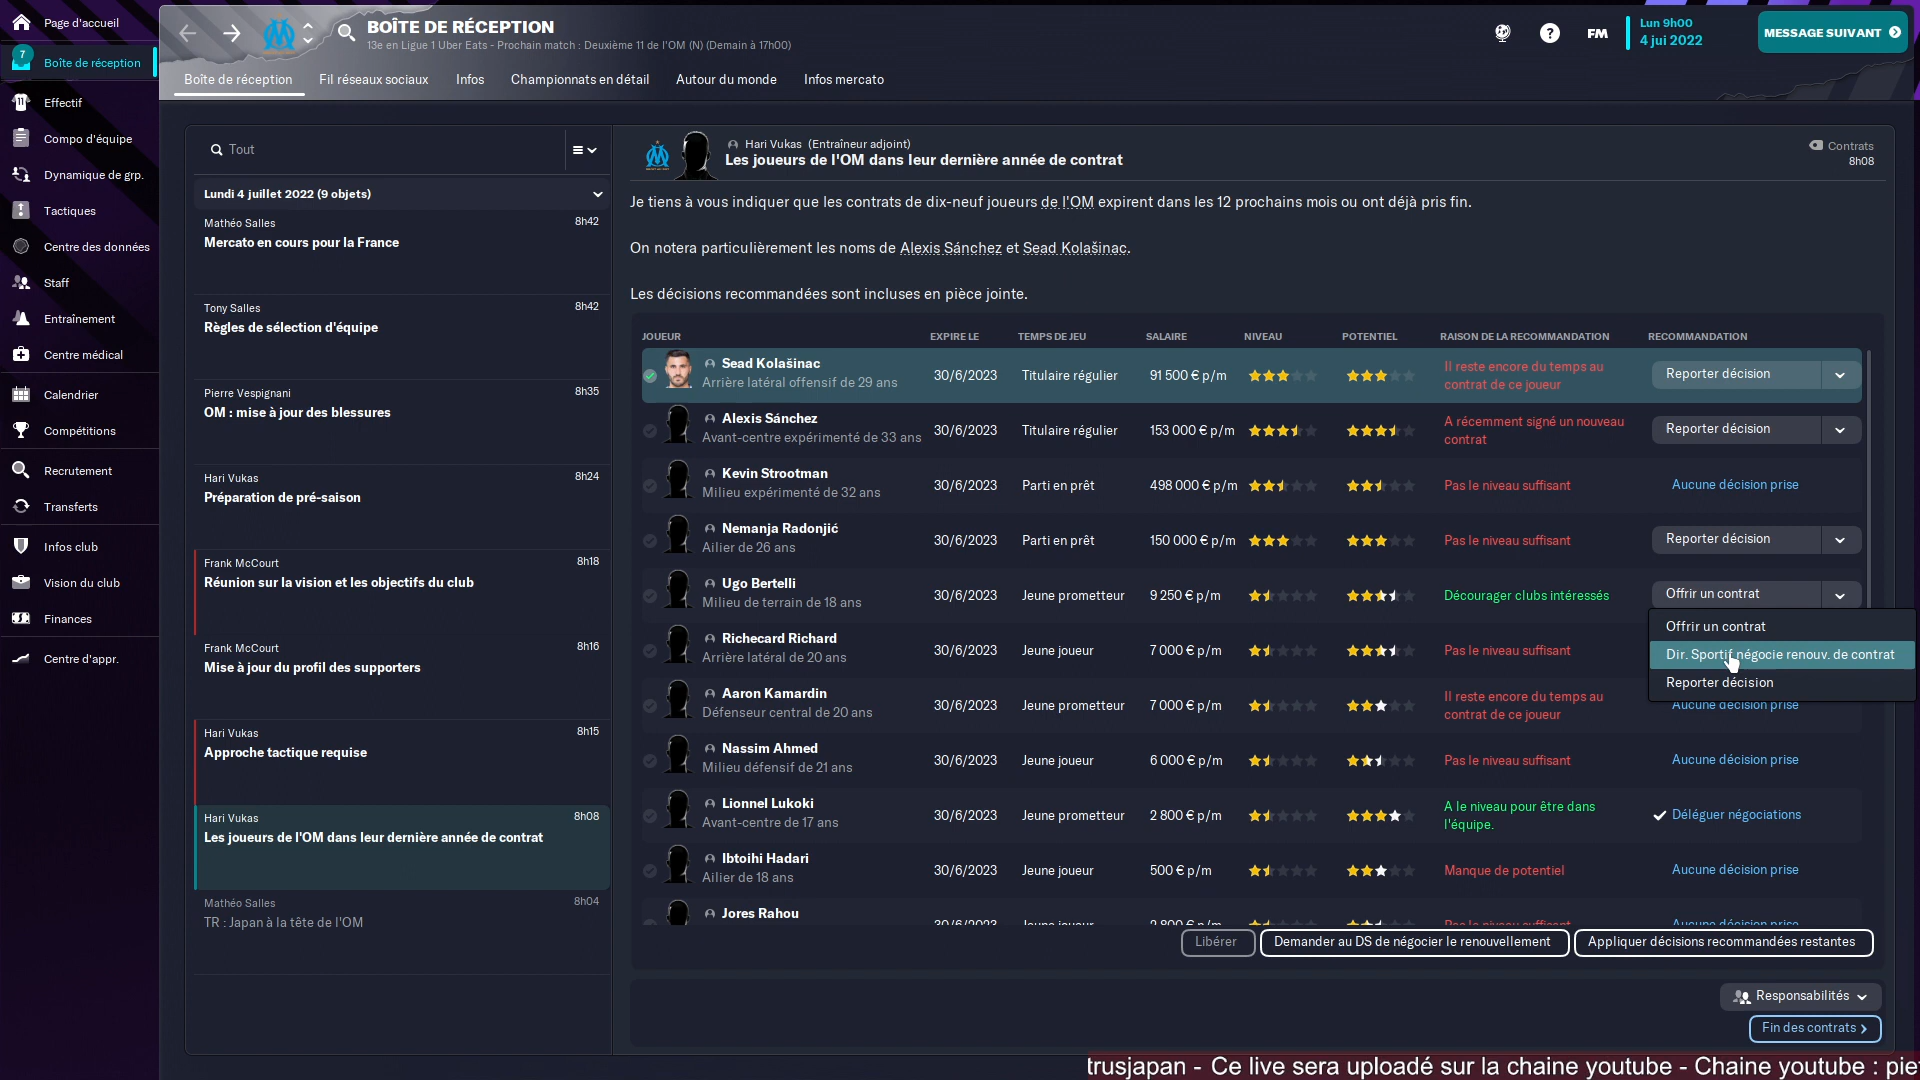 Page d'accueil
7
Boîte de réception
Effectif
Compo d'équipe
Dynamique de grp.
Tactiques
Centre des données
Staff
Entraînement
Centre médical
Calendrier
Compétitions
Recrutement
Transferts
Infos club
Vision du club
Finances
Centre d'appr.
BOÎTE DE RÉCEPTION
13e en Ligue 1 Uber Eats - Prochain match : Deuxième 11 de l'OM (N) (Demain à 17h00)
FM
Lun 9h00
4 jui 2022
MESSAGE SUIVANT
Boîte de réception Fil réseaux sociaux Infos Championnats en détail Autour du monde Infos mercato
Tout
Lundi 4 juillet 2022 (9 objets)
Mathéo Salles 8h42
Mercato en cours pour la France
Tony Salles 8h42
Règles de sélection d'équipe
Pierre Vespignani 8h35
OM : mise à jour des blessures
Hari Vukas 8h24
Préparation de pré-saison
Frank McCourt 8h18
Réunion sur la vision et les objectifs du club
Frank McCourt 8h16
Mise à jour du profil des supporters
Hari Vukas 8h15
Approche tactique requise
Hari Vukas 8h08
Les joueurs de l'OM dans leur dernière année de contrat
Mathéo Salles 8h04
TR : Japan à la tête de l'OM
Hari Vukas (Entraîneur adjoint)
Les joueurs de l'OM dans leur dernière année de contrat
Contrats
8h08
Je tiens à vous indiquer que les contrats de dix-neuf joueurs de l'OM expirent dans les 12 prochains mois ou ont déjà pris fin.
On notera particulièrement les noms de Alexis Sánchez et Sead Kolašinac.
Les décisions recommandées sont incluses en pièce jointe.
JOUEUR EXPIRE LE TEMPS DE JEU SALAIRE NIVEAU POTENTIEL RAISON DE LA RECOMMANDATION RECOMMANDATION
Sead Kolašinac
Arrière latéral offensif de 29 ans
30/6/2023 Titulaire régulier 91 500 € p/m
Il reste encore du temps au
contrat de ce joueur
Reporter décision
Alexis Sánchez
Avant-centre expérimenté de 33 ans
30/6/2023 Titulaire régulier 153 000 € p/m
A récemment signé un nouveau
contrat
Reporter décision
Kevin Strootman
Milieu expérimenté de 32 ans
30/6/2023 Parti en prêt 498 000 € p/m
Pas le niveau suffisant
Aucune décision prise
Nemanja Radonjić
Ailier de 26 ans
30/6/2023 Parti en prêt 150 000 € p/m
Pas le niveau suffisant
Reporter décision
Ugo Bertelli
Milieu de terrain de 18 ans
30/6/2023 Jeune prometteur 9 250 € p/m
Décourager clubs intéressés
Offrir un contrat
Offrir un contrat
Dir. Sportif négocie renouv. de contrat
Reporter décision
Richecard Richard
Arrière latéral de 20 ans
30/6/2023 Jeune joueur 7 000 € p/m
Pas le niveau suffisant
Aaron Kamardin
Défenseur central de 20 ans
30/6/2023 Jeune prometteur 7 000 € p/m
Il reste encore du temps au
contrat de ce joueur
Aucune décision prise
Nassim Ahmed
Milieu défensif de 21 ans
30/6/2023 Jeune joueur 6 000 € p/m
Pas le niveau suffisant
Aucune décision prise
Lionnel Lukoki
Avant-centre de 17 ans
30/6/2023 Jeune prometteur 2 800 € p/m
A le niveau pour être dans
l'équipe.
Déléguer négociations
Ibtoihi Hadari
Ailier de 18 ans
30/6/2023 Jeune joueur 500 € p/m
Manque de potentiel
Aucune décision prise
Jores Rahou
30/6/2023 Jeune joueur 2 800 € p/m
Pas le niveau suffisant
Aucune décision prise
Libérer Demander au DS de négocier le renouvellement Appliquer décisions recommandées restantes
Responsabilités
Fin des contrats
trusjapan - Ce live sera uploadé sur la chaine youtube - Chaine youtube : pie